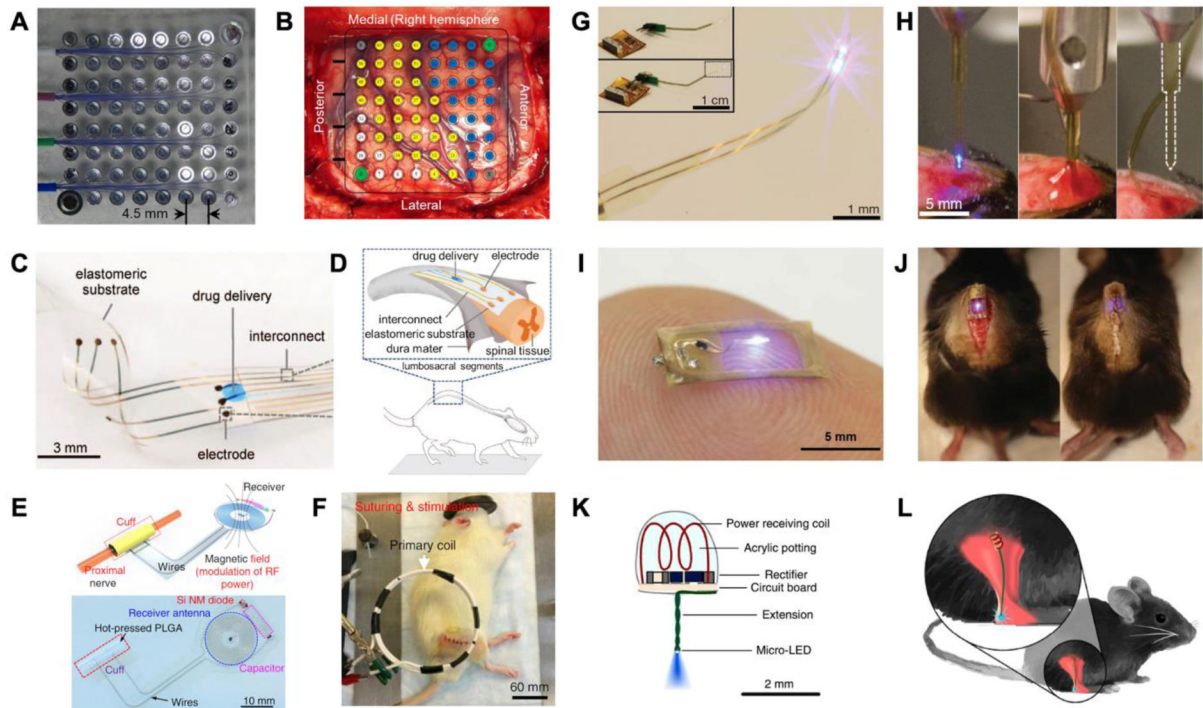 A
4.5 mm
B
Medial (Right hemisphere
Posterior
Anterior
Lateral
C
elastomeric
substrate
drug delivery
interconnect
electrode
3 mm
D
drug delivery
electrode
interconnect
elastomeric substrate
dura mater
spinal tissue
lumbosacral segments
E
Cuff
Receiver
Proximal
nerve
Wires
Magnetic field
(modulation of RF
power)
Si NM diode
Receiver antenna
Hot-pressed PLGA
Cuff
Capacitor
Wires
10 mm
F
Suturing & stimulation
Primary coil
60 mm
G
1 cm
1 mm
H
5 mm
I
5 mm
J
K
Power receiving coil
Acrylic potting
Rectifier
Circuit board
Extension
Micro-LED
2 mm
L